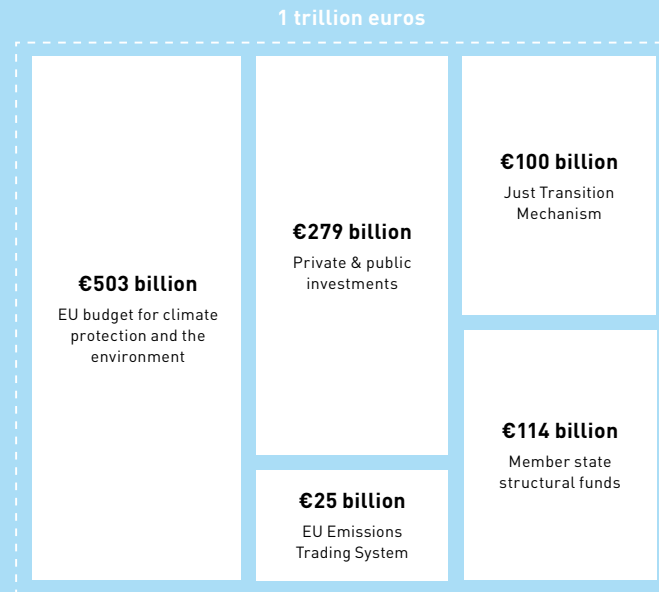 1 trillion euros
€503 billion
EU budget for climate
protection and the
environment
€279 billion
Private & public
investments
€25 billion
EU Emissions
Trading System
€100 billion
Just Transition
Mechanism
€114 billion
Member state
structural funds